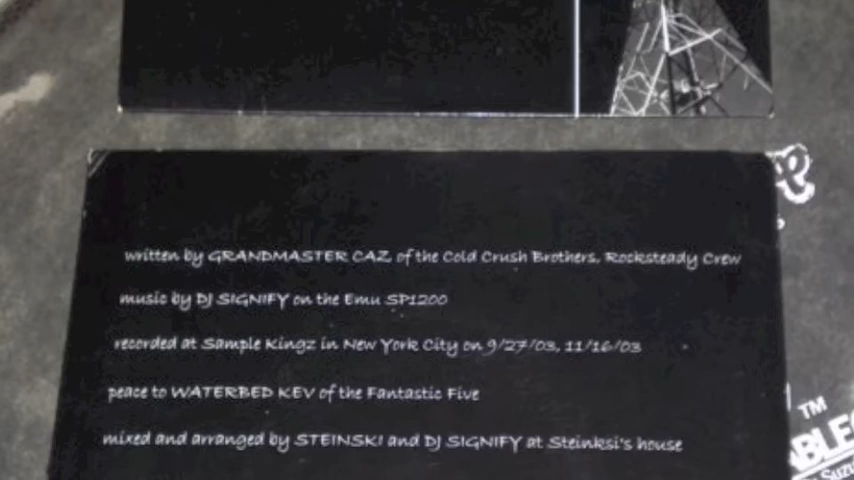 written by GRANDMASTER CAZ of the Cold Crush Brothers, Rocksteady Crew
music by DJ SIGNIFY on the Emu SP1200
recorded at Sample Kingz in New York City on 9/27/03, 11/16/03
peace to WATERBED KEV of the Fantastic Five
mixed and arranged by STEINSKI and DJ SIGNIFY at Steinksi's house
TM